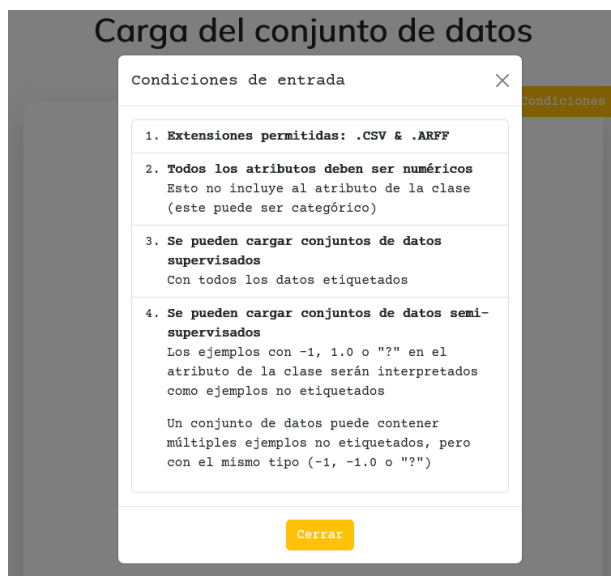 Carga del conjunto de datos
Condiciones de entrada
Condiciones
1. Extensiones permitidas: .CSV & .ARFF
2. Todos los atributos deben ser numéricos
Esto no incluye al atributo de la clase
(este puede ser categórico)
3. Se pueden cargar conjuntos de datos
supervisados
Con todos los datos etiquetados
4. Se pueden cargar conjuntos de datos semi-
supervisados
Los ejemplos con -1, 1.0 o "?" en el
atributo de la clase serán interpretados
como ejemplos no etiquetados
Un conjunto de datos puede contener
múltiples ejemplos no etiquetados, pero
con el mismo tipo (-1, -1.0 o "?")
Cerrar